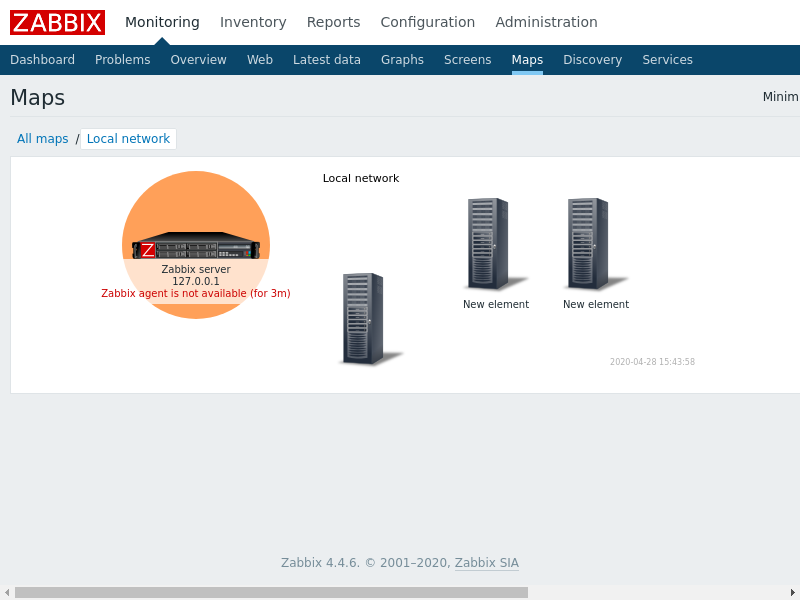 ZABBIX Monitoring Inventory Reports Configuration Administration
Dashboard Problems Overview Web Latest data Graphs Screens Maps Discovery Services
Maps Minim
All maps / Local network
Local network
Z
Zabbix server
127.0.0.1
Zabbix agent is not available (for 3m)
New element New element
2020-04-28 15:43:58
Zabbix 4.4.6. © 2001–2020, Zabbix SIA